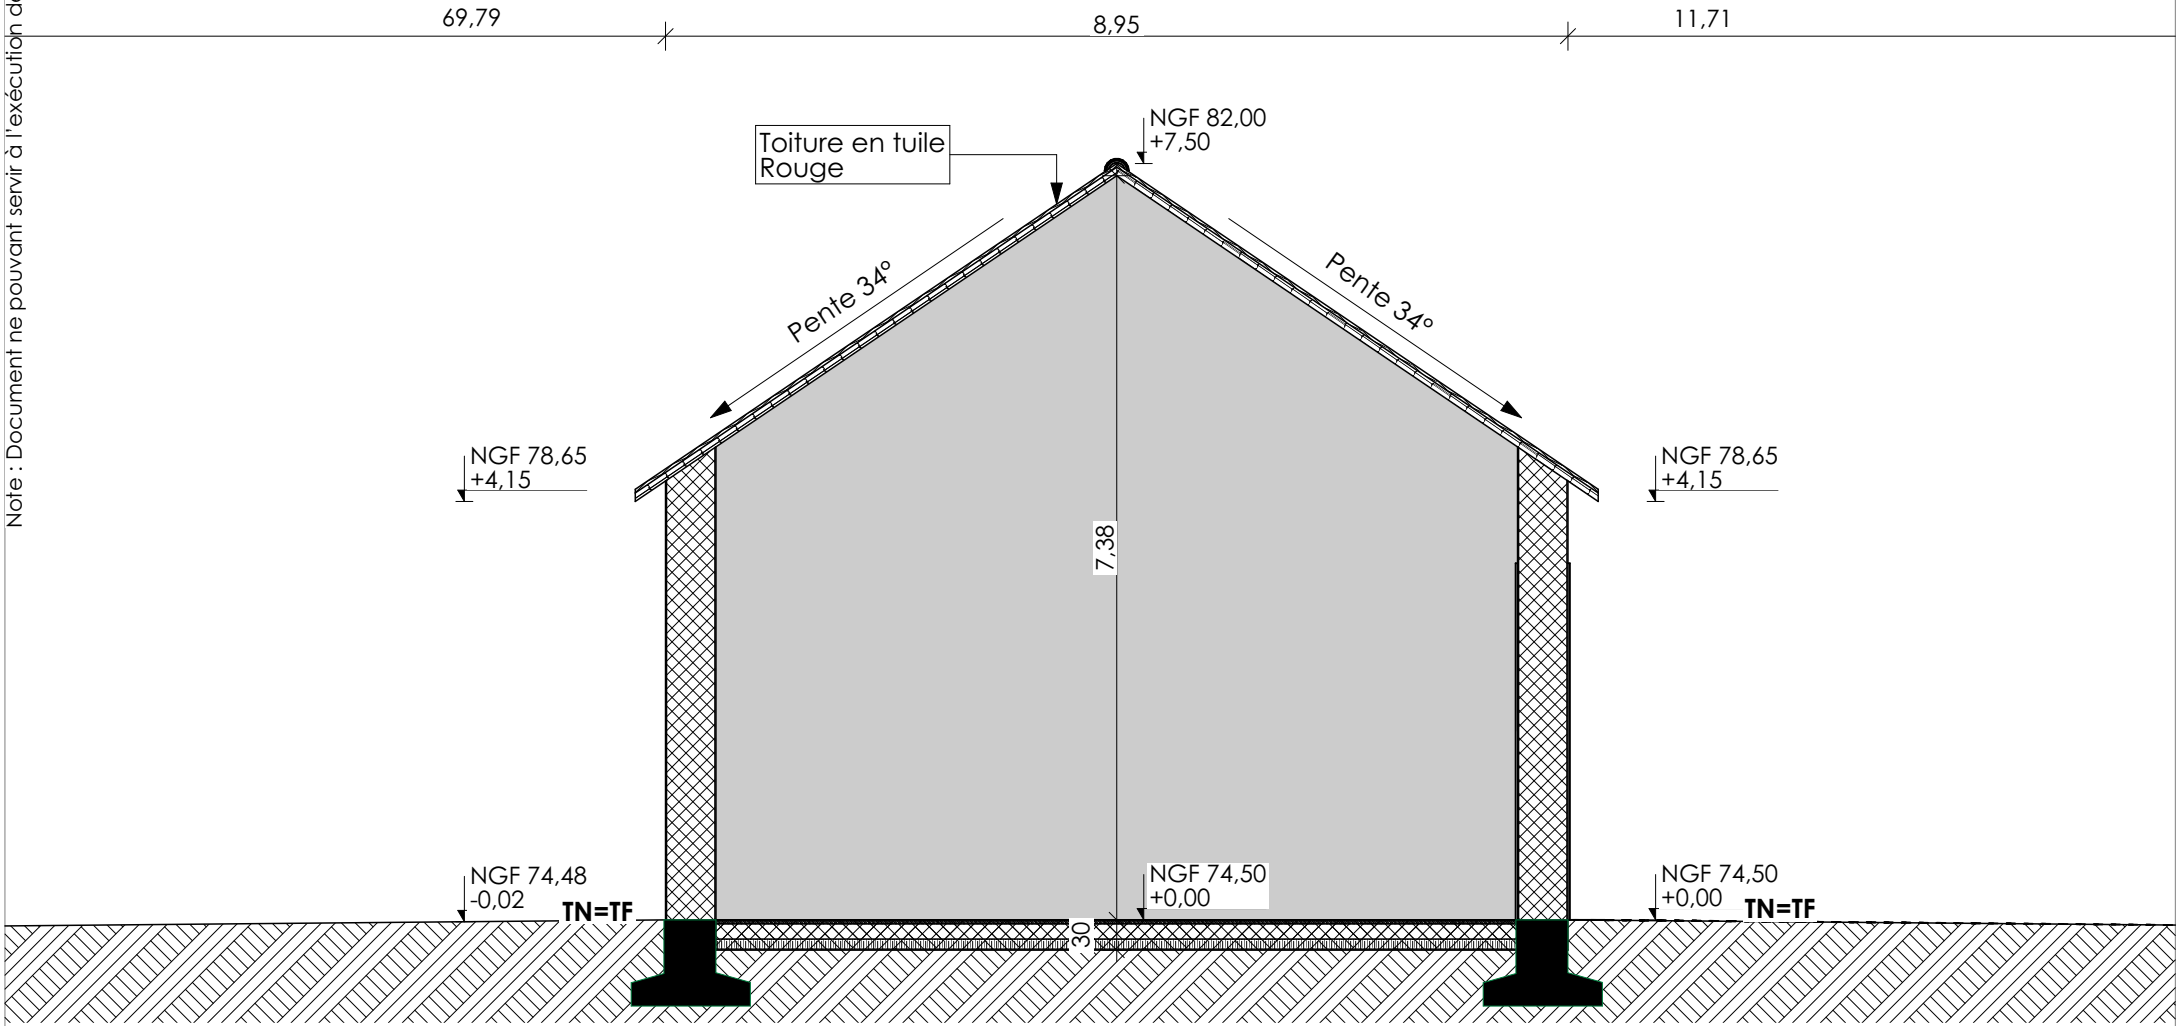 69,79
8,95
11,71
Note : Document ne pouvant servir à l'exécution
NGF 82,00
+7,50
Toiture en tuile
Rouge
Pente 34°
Pente 34°
NGF 78,65
+4,15
NGF 78,65
+4,15
7,38
NGF 74,48
-0,02
TN=TF
NGF 74,50
+0,00
NGF 74,50
+0,00
TN=TF
30